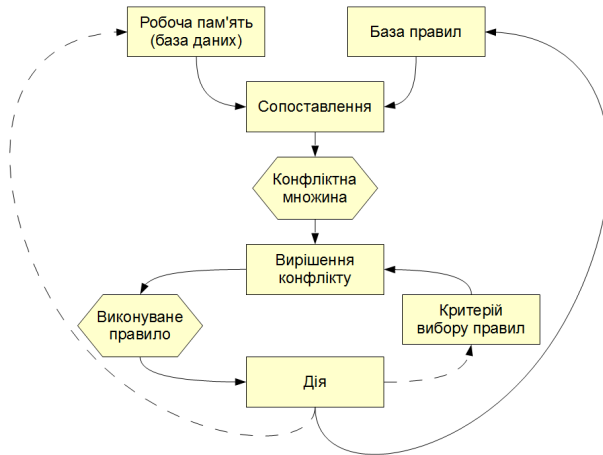 Робоча пам'ять
(база даних)
База правил
Сопоставлення
Конфліктна
множина
Вирішення
конфлікту
Виконуване
правило
Критерій
вибору правил
Дія